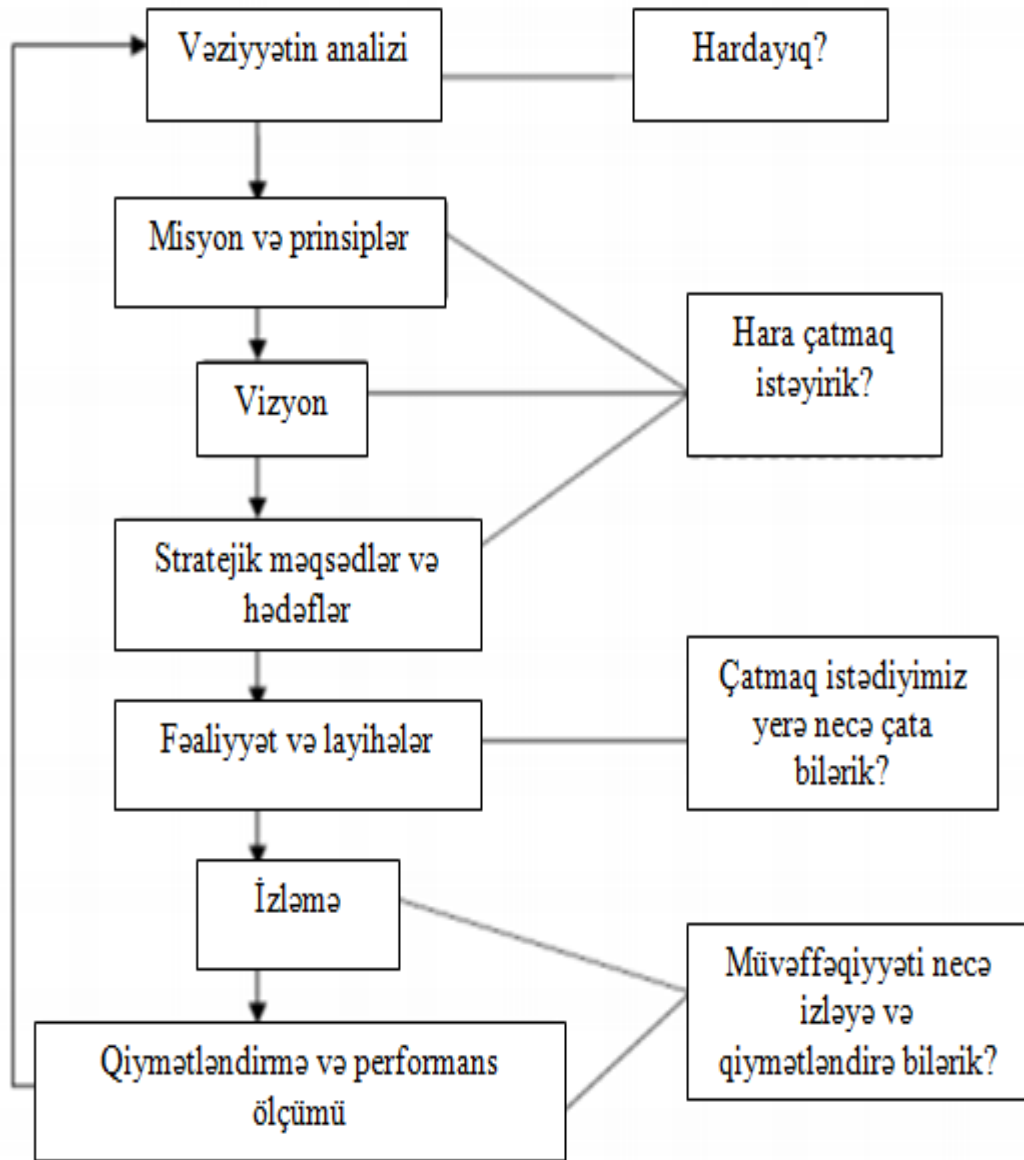 Vəziyyətin analizi
Hardayıq?
Misyon və prinsiplər
Hara çatmaq
istəyirik?
Vizyon
Stratejik məqsədlər və
hədəflər
Çatmaq istədiyimiz
yerə necə çata
bilərik?
Fəaliyyət və layihələr
İzləmə
Müvəffəqiyyəti necə
izləyə və
qiymətləndirə bilərik?
Qiymətləndirmə və performans
ölçümü